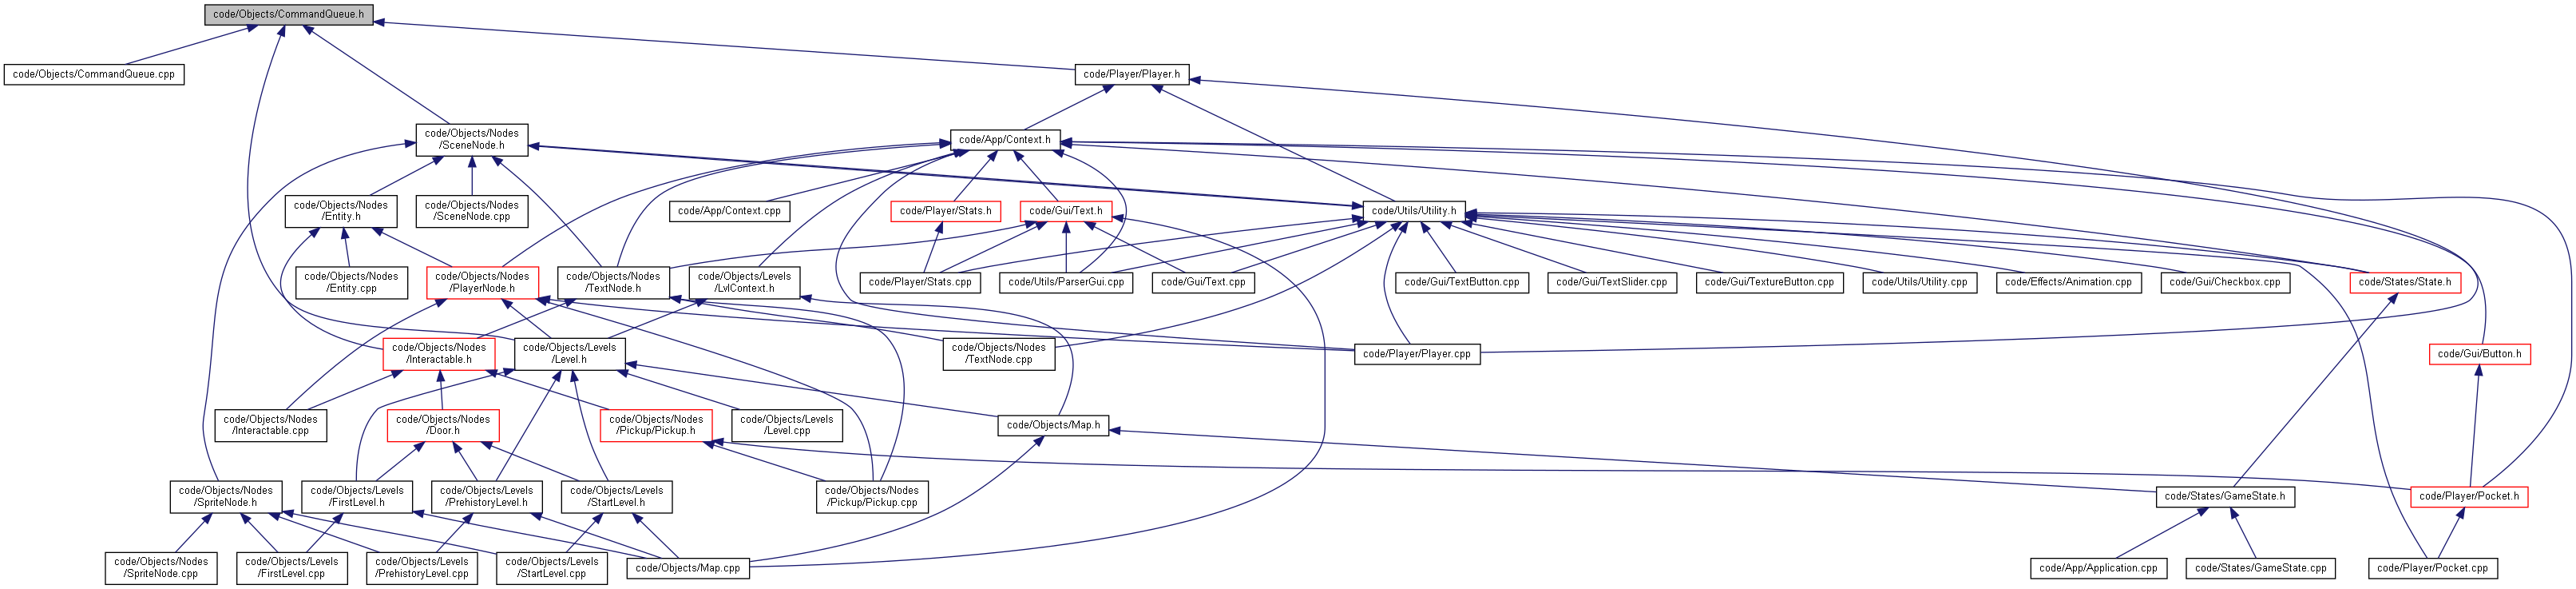 code/Objects/CommandQueue.h
code/Objects/CommandQueue.cpp
code/Player/Player.h
code/Objects/Nodes
/SceneNode.h
code/App/Context.h
code/Objects/Nodes
/Entity.h
code/Objects/Nodes
/SceneNode.cpp
code/App/Context.cpp
code/Player/Stats.h
code/Gui/Text.h
code/Utils/Utility.h
code/Objects/Nodes
/Entity.cpp
code/Objects/Nodes
/PlayerNode.h
code/Objects/Nodes
/TextNode.h
code/Objects/Levels
/LvlContext.h
code/Player/Stats.cpp
code/Utils/ParserGui.cpp
code/Gui/Text.cpp
code/Gui/TextButton.cpp
code/Gui/TextSlider.cpp
code/Gui/TextureButton.cpp
code/Utils/Utility.cpp
code/Effects/Animation.cpp
code/Gui/Checkbox.cpp
code/States/State.h
code/Objects/Nodes
/Interactable.h
code/Objects/Levels
/Level.h
code/Objects/Nodes
/TextNode.cpp
code/Player/Player.cpp
code/Gui/Button.h
code/Objects/Nodes
/Interactable.cpp
code/Objects/Nodes
/Door.h
code/Objects/Nodes
/Pickup/Pickup.h
code/Objects/Levels
/Level.cpp
code/Objects/Map.h
code/Objects/Nodes
/SpriteNode.h
code/Objects/Levels
/FirstLevel.h
code/Objects/Levels
/PrehistoryLevel.h
code/Objects/Levels
/StartLevel.h
code/Objects/Nodes
/Pickup/Pickup.cpp
code/States/GameState.h
code/Player/Pocket.h
code/Objects/Nodes
/SpriteNode.cpp
code/Objects/Levels
/FirstLevel.cpp
code/Objects/Levels
/PrehistoryLevel.cpp
code/Objects/Levels
/StartLevel.cpp
code/Objects/Map.cpp
code/App/Application.cpp
code/States/GameState.cpp
code/Player/Pocket.cpp